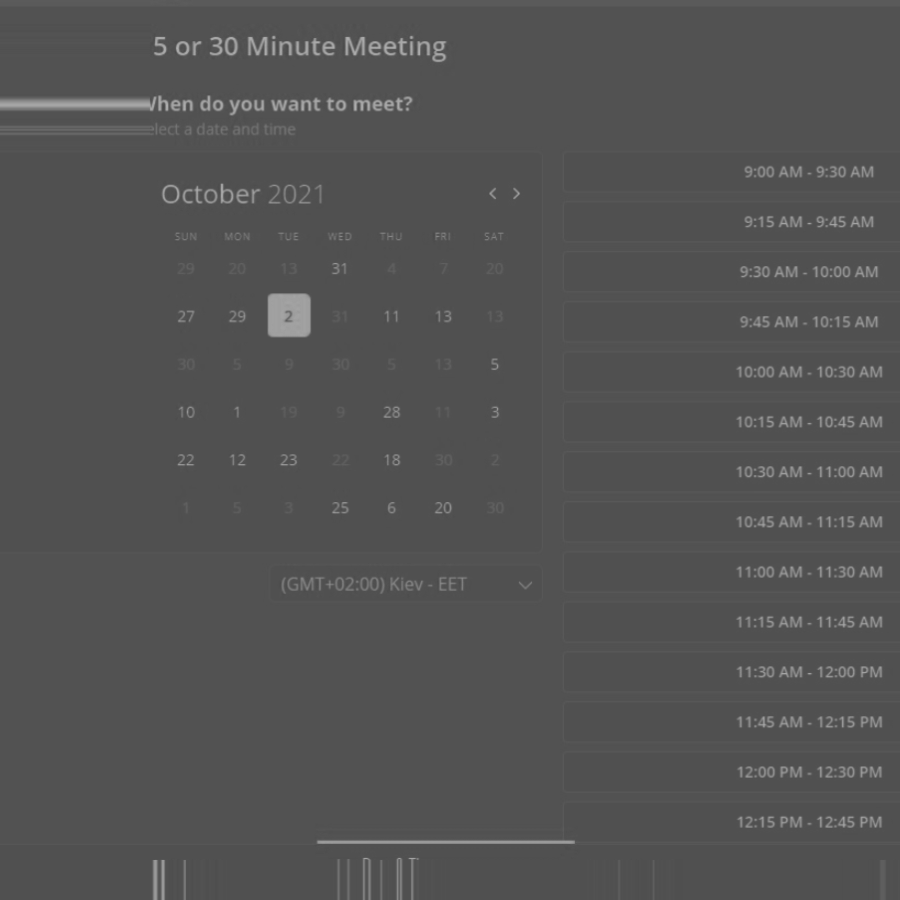 5 or 30 Minute Meeting
When do you want to meet?
lect a date and time
October 2021
SUN MON TUE WED THU FRI SAT
29 20 13 31 4 7 20
27 29 2 31 11 13 13
30 5 9 30 5 13 5
10 1 19 9 28 11 3
22 12 23 22 18 30 2
1 5 3 25 6 20 30
(GMT+02:00) Kiev - EET
9:00 AM - 9:30 AM
9:15 AM - 9:45 AM
9:30 AM - 10:00 AM
9:45 AM - 10:15 AM
10:00 AM - 10:30 AM
10:15 AM - 10:45 AM
10:30 AM - 11:00 AM
10:45 AM - 11:15 AM
11:00 AM - 11:30 AM
11:15 AM - 11:45 AM
11:30 AM - 12:00 PM
11:45 AM - 12:15 PM
12:00 PM - 12:30 PM
12:15 PM - 12:45 PM